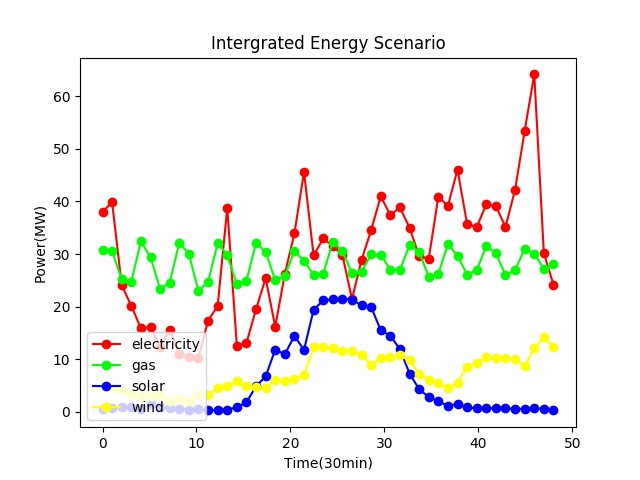 Intergrated Energy Scenario
Power(MW)
60
50
40
30
20
10
0
electricity
gas
solar
wind
0 10 20 30 40 50
Time(30min)